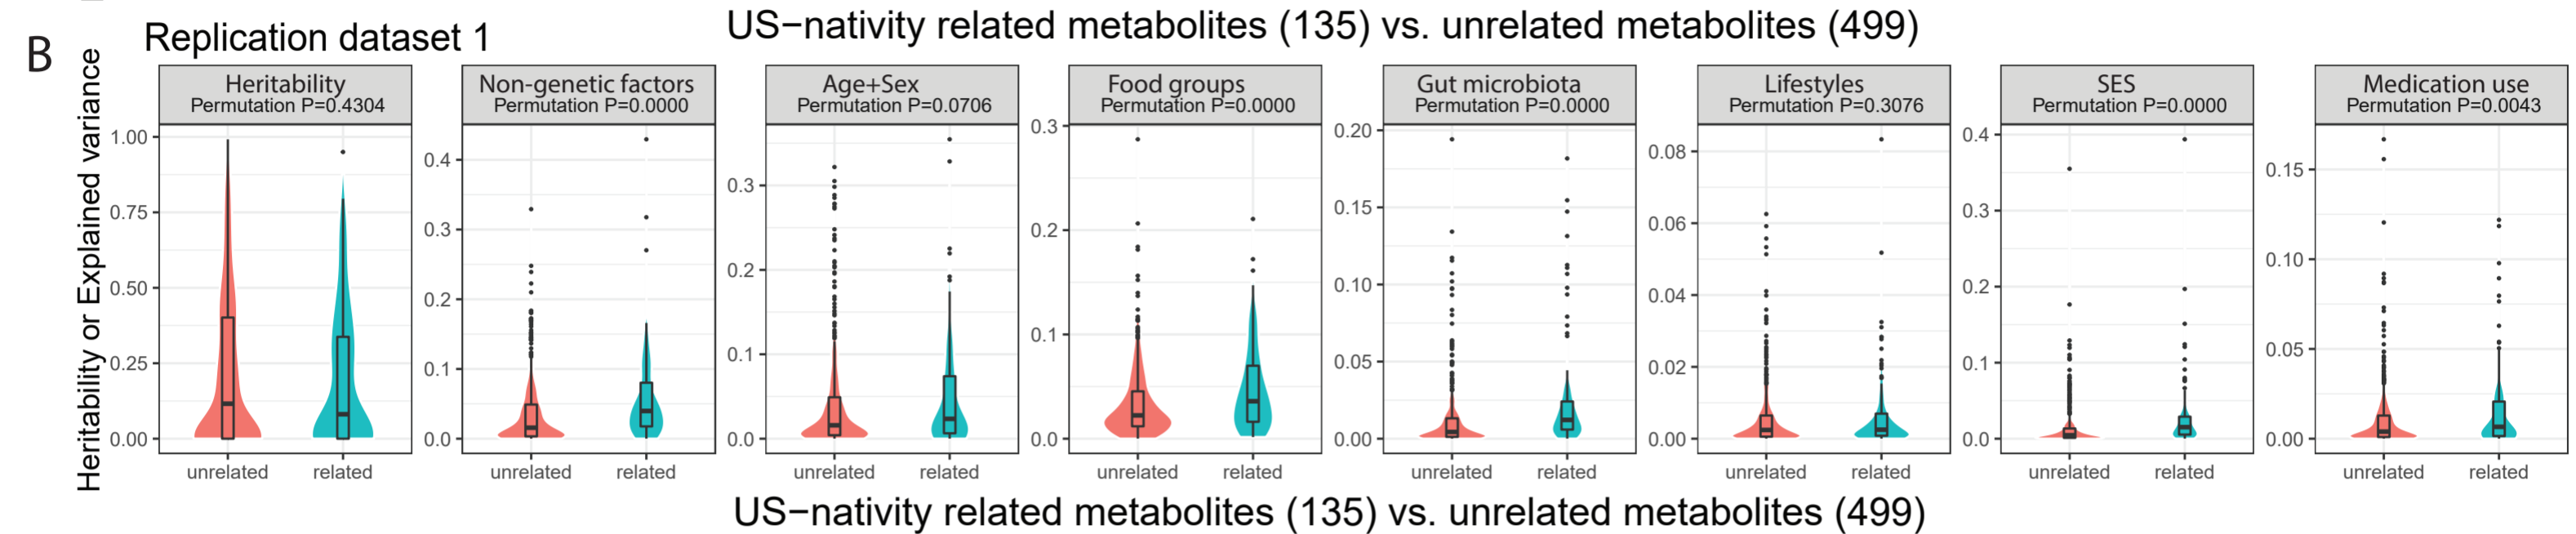 US−nativity related metabolites (135) vs. unrelated metabolites (499)
B
Replication dataset 1
Heritability or Explained variance
Heritability
Permutation P=0.4304
1.00
0.75
0.50
0.25
0.00
unrelated related
Non-genetic factors
Permutation P=0.0000
0.4
0.3
0.2
0.1
0.0
unrelated related
Age+Sex
Permutation P=0.0706
0.3
0.2
0.1
0.0
unrelated related
Food groups
Permutation P=0.0000
0.3
0.2
0.1
0.0
unrelated related
Gut microbiota
Permutation P=0.0000
0.20
0.15
0.10
0.05
0.00
unrelated related
Lifestyles
Permutation P=0.3076
0.08
0.06
0.04
0.02
0.00
unrelated related
SES
Permutation P=0.0000
0.4
0.3
0.2
0.1
0.0
unrelated related
Medication use
Permutation P=0.0043
0.15
0.10
0.05
0.00
unrelated related
US−nativity related metabolites (135) vs. unrelated metabolites (499)